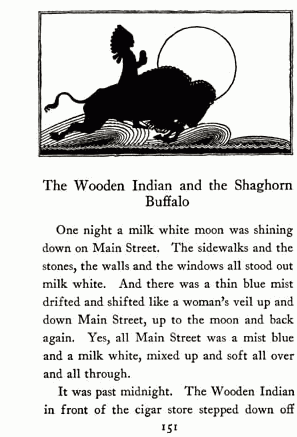 The Wooden Indian and the Shaghorn
Buffalo
One night a milk white moon was shining
down on Main Street. The sidewalks and the
stones, the walls and the windows all stood out
milk white. And there was a thin blue mist
drifted and shifted like a woman's veil up and
down Main Street, up to the moon and back
again. Yes, all Main Street was a mist blue
and a milk white, mixed up and soft all over
and all through.
It was past midnight. The Wooden Indian
in front of the cigar store stepped down off
151